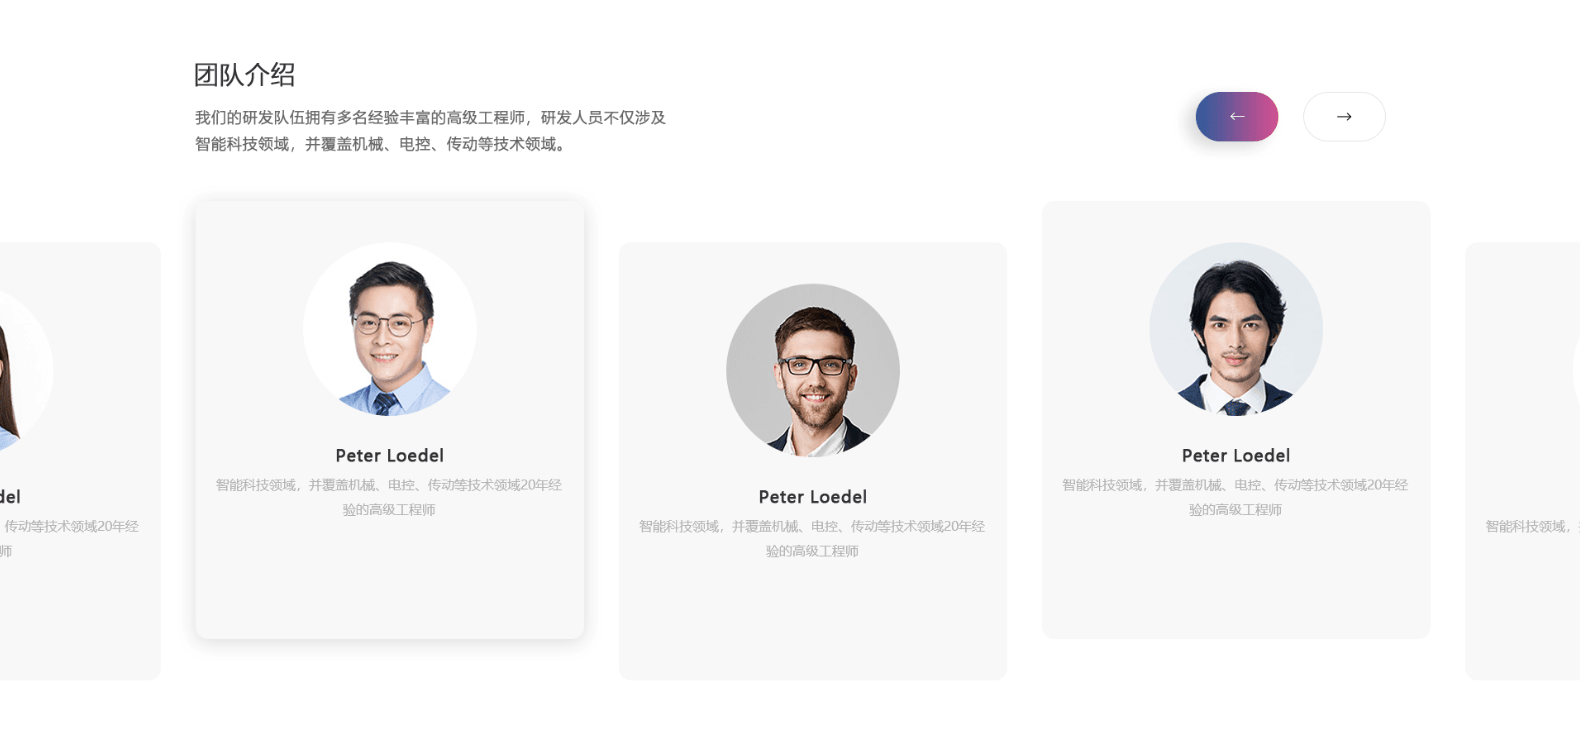 团队介绍
我们的研发队伍拥有多名经验丰富的高级工程师，研发人员不仅涉及
智能科技领域，并覆盖机械、电控、传动等技术领域。
←
→
del
传动等技术领域20年经
师
Peter Loedel
智能科技领域，并覆盖机械、电控、传动等技术领域20年经
验的高级工程师
Peter Loedel
智能科技领域，并覆盖机械、电控、传动等技术领域20年经
验的高级工程师
Peter Loedel
智能科技领域，并覆盖机械、电控、传动等技术领域20年经
验的高级工程师
智能科技领域，